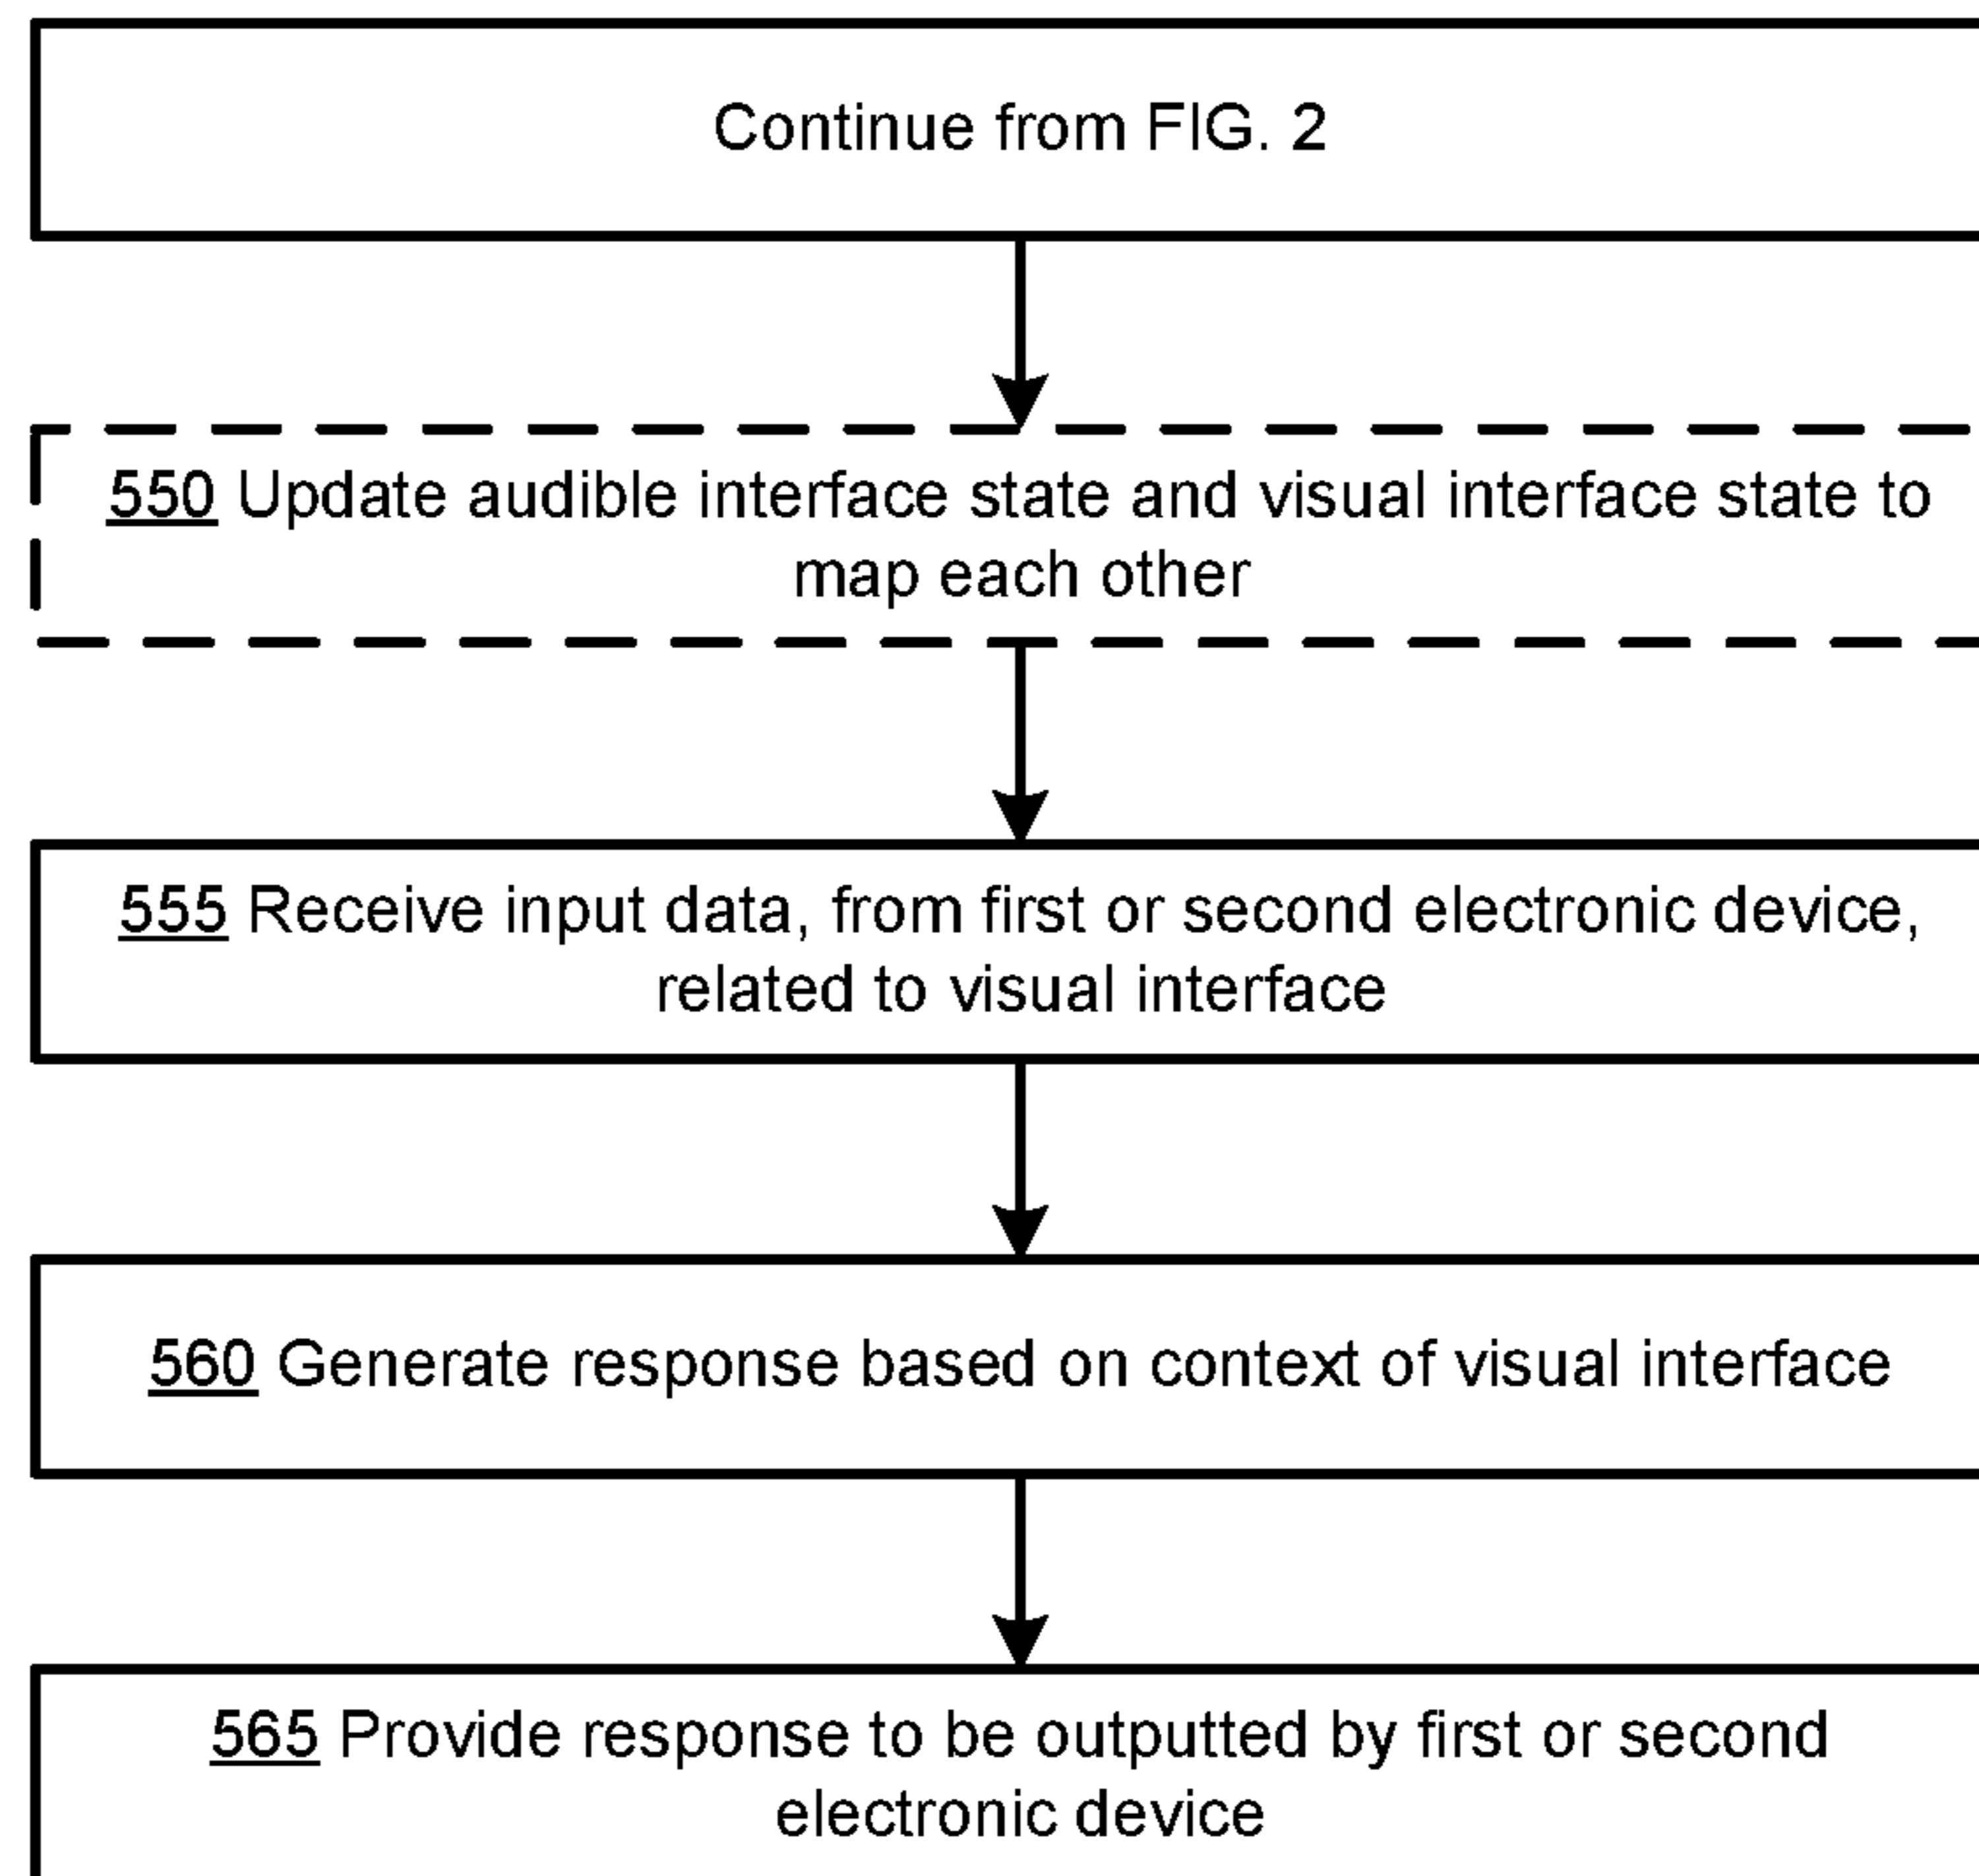 Continue from FIG. 2
550 Update audible interface state and visual interface state to
map each other
555 Receive input data, from first or second electronic device,
related to visual interface
560 Generate response based on context of visual interface
565 Provide response to be outputted by first or second
electronic device